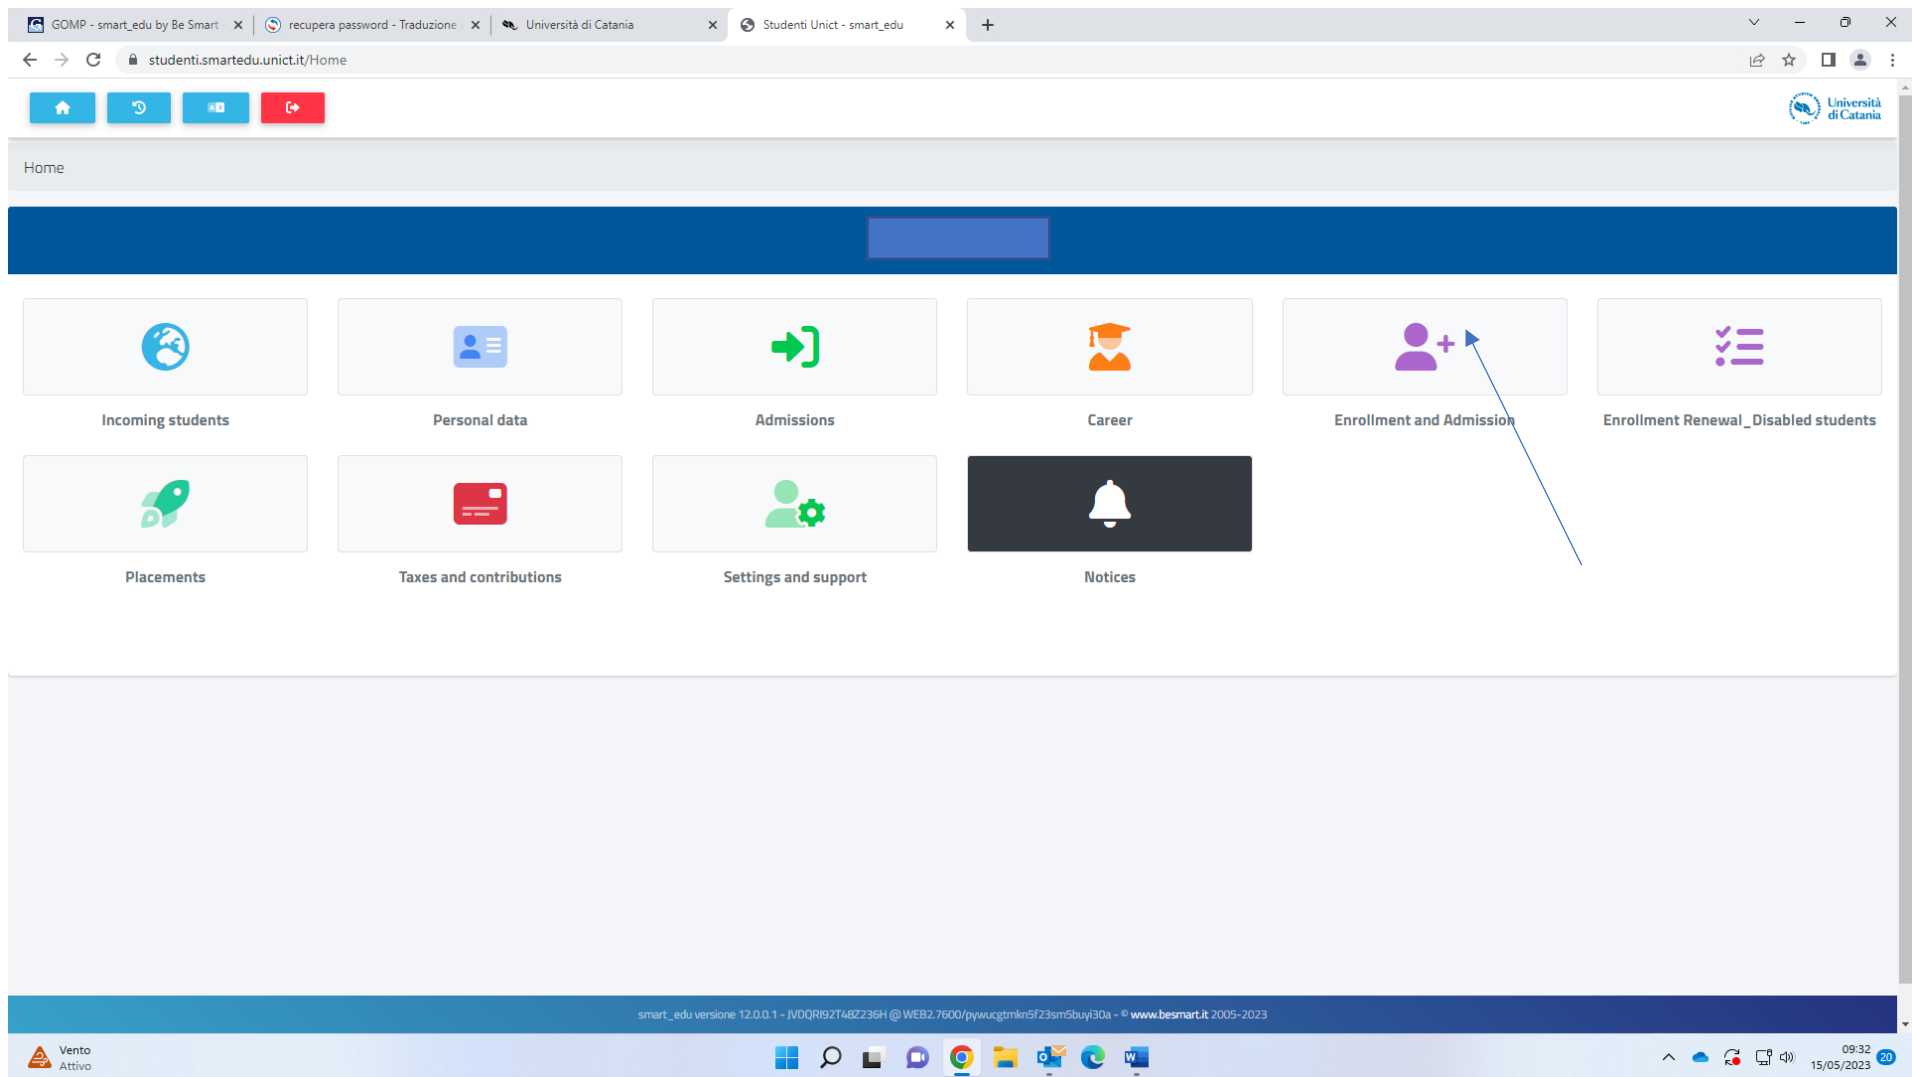 GOMP - smart_edu by Be Smart
recupera password - Traduzione
Università di Catania
Studenti Unict - smart_edu
studenti.smartedu.unict.it/Home
Università
di Catania
Home
Incoming students
Personal data
Admissions
Career
Enrollment and Admission
Enrollment Renewal_Disabled students
Placements
Taxes and contributions
Settings and support
Notices
smart_edu versione 12.0.0.1 - JVDQRI92T48Z236H @ WEB2.7600/pywucgtmkn5f23sm5buyi30a - © www.besmart.it 2005-2023
Vento
Attivo
09:32
15/05/2023
20